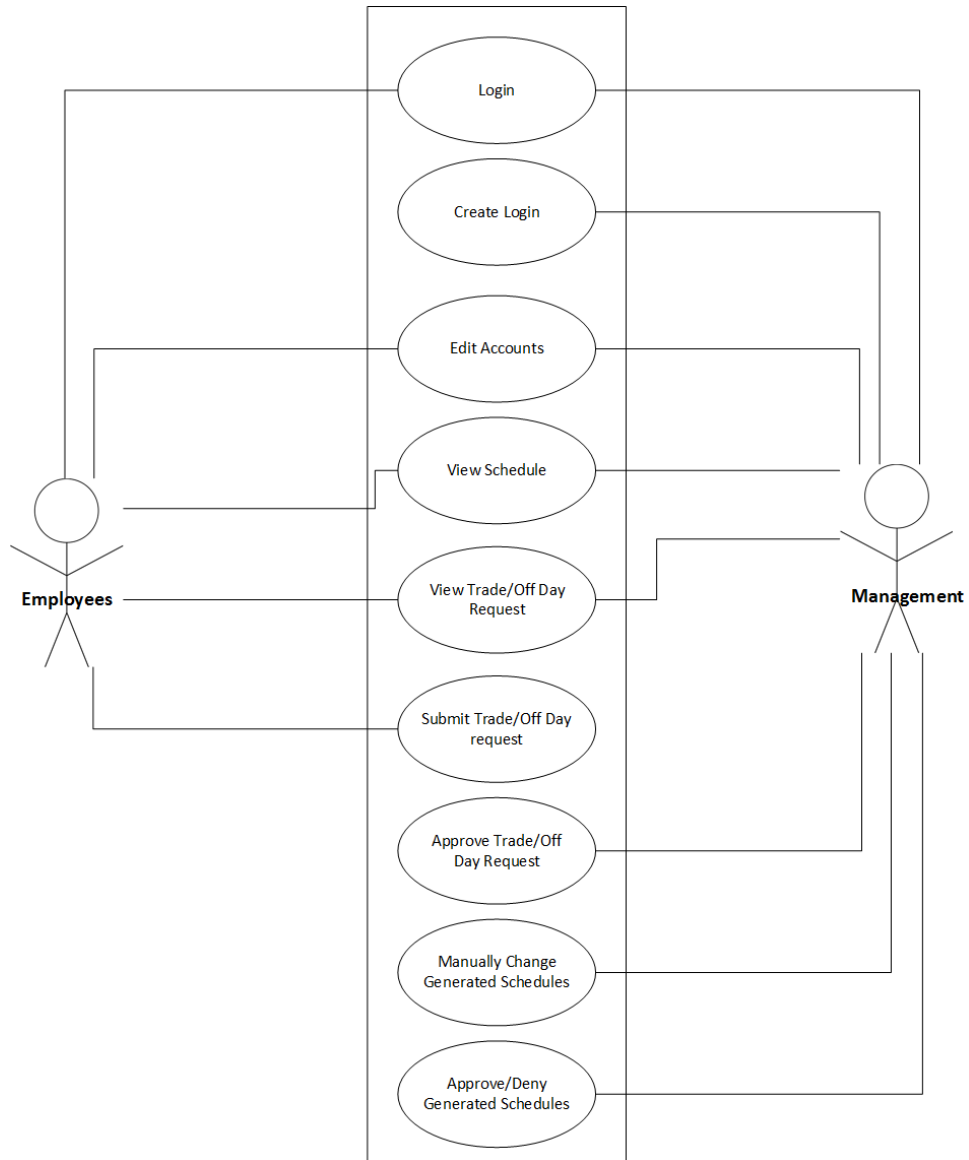 Login
Create Login
Edit Accounts
View Schedule
View Trade/Off Day
Request
Employees
Management
Submit Trade/Off Day
request
Approve Trade/Off
Day Request
Manually Change
Generated Schedules
Approve/Deny
Generated Schedules